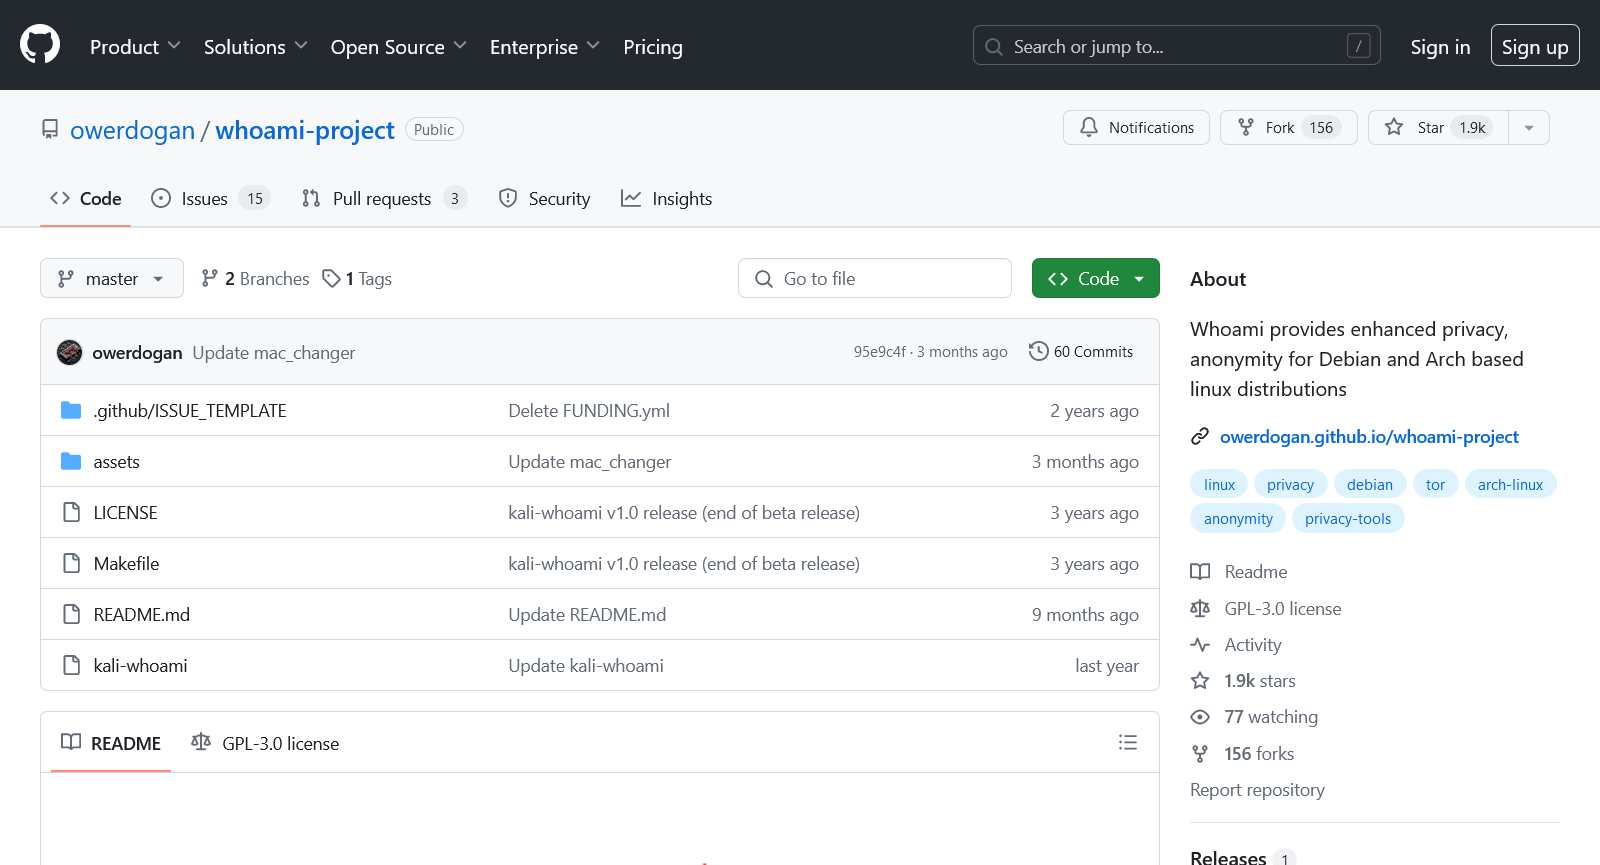 Product Solutions Open Source Enterprise Pricing Search or jump to... / Sign in Sign up
owerdogan / whoami-project Public Notifications Fork 156 Star 1.9k
Code Issues 15 Pull requests 3 Security Insights
master 2 Branches 1 Tags Go to file Code
owerdogan Update mac_changer 95e9c4f · 3 months ago 60 Commits
.github/ISSUE_TEMPLATE Delete FUNDING.yml 2 years ago
assets Update mac_changer 3 months ago
LICENSE kali-whoami v1.0 release (end of beta release) 3 years ago
Makefile kali-whoami v1.0 release (end of beta release) 3 years ago
README.md Update README.md 9 months ago
kali-whoami Update kali-whoami last year
README GPL-3.0 license
About
Whoami provides enhanced privacy,
anonymity for Debian and Arch based
linux distributions
owerdogan.github.io/whoami-project
linux privacy debian tor arch-linux
anonymity privacy-tools
Readme
GPL-3.0 license
Activity
1.9k stars
77 watching
156 forks
Report repository
Releases 1